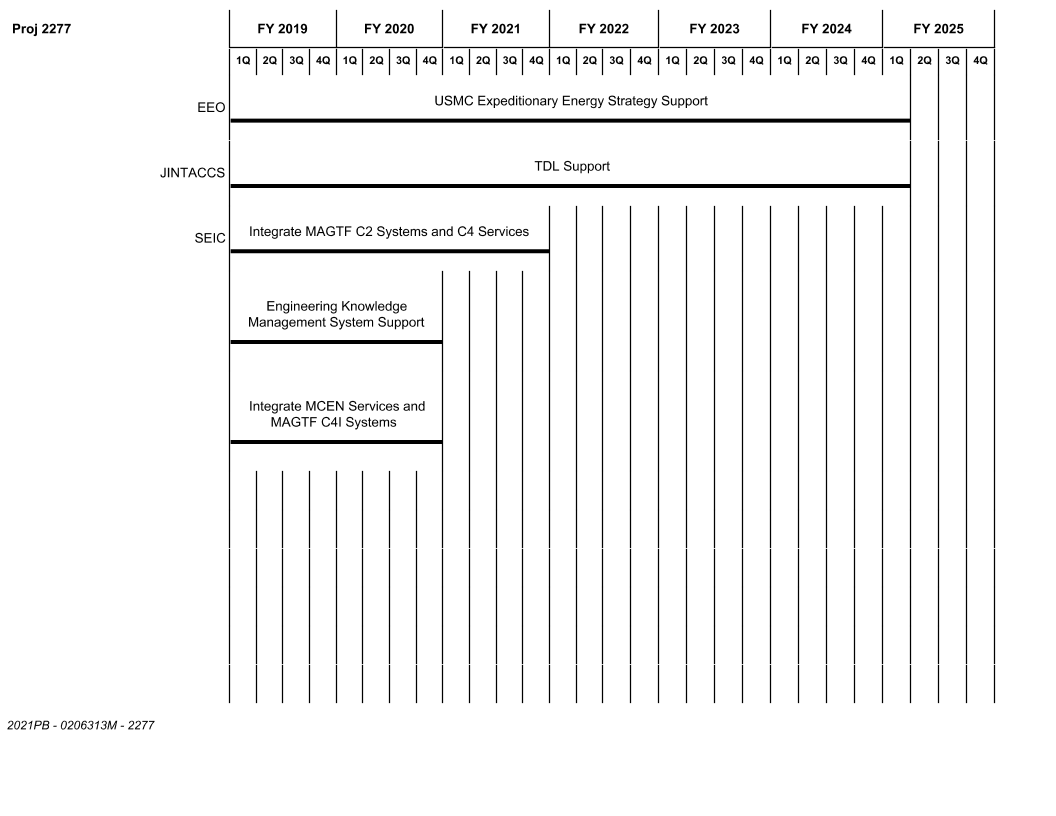 Proj 2277
FY 2019 FY 2020 FY 2021 FY 2022 FY 2023 FY 2024 FY 2025
1Q 2Q 3Q 4Q 1Q 2Q 3Q 4Q 1Q 2Q 3Q 4Q 1Q 2Q 3Q 4Q 1Q 2Q 3Q 4Q 1Q 2Q 3Q 4Q 1Q 2Q 3Q 4Q
USMC Expeditionary Energy Strategy Support
EEO
TDL Support
JINTACCS
Integrate MAGTF C2 Systems and C4 Services
SEIC
Engineering Knowledge
Management System Support
Integrate MCEN Services and
MAGTF C4I Systems
2021PB - 0206313M - 2277